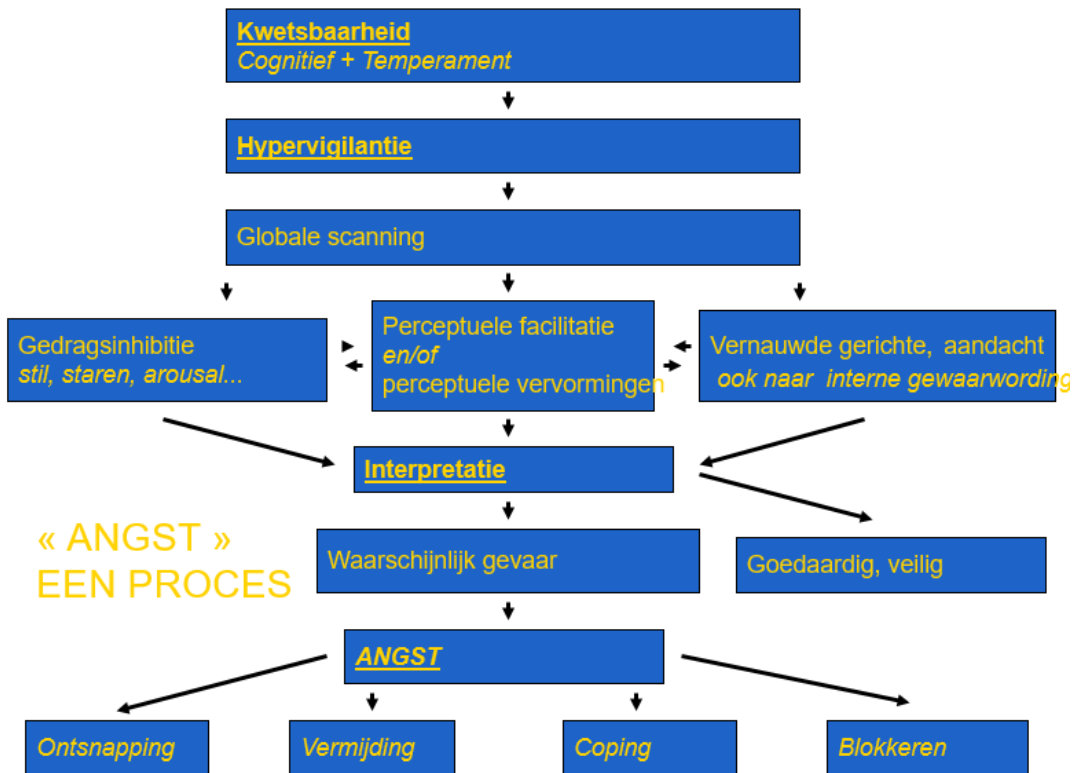 Kwetsbaarheid
Cognitief + Temperament
Hypervigilantie
Globale scanning
Gedragsinhibitie
stil, staren, arousal...
Perceptuele facilitatie
en/of
perceptuele vervormingen
Vernauwde gerichte, aandacht
ook naar interne gewaarwording
Interpretatie
« ANGST »
EEN PROCES
Waarschijnlijk gevaar
Goedaardig, veilig
ANGST
Ontsnapping
Vermijding
Coping
Blokkeren